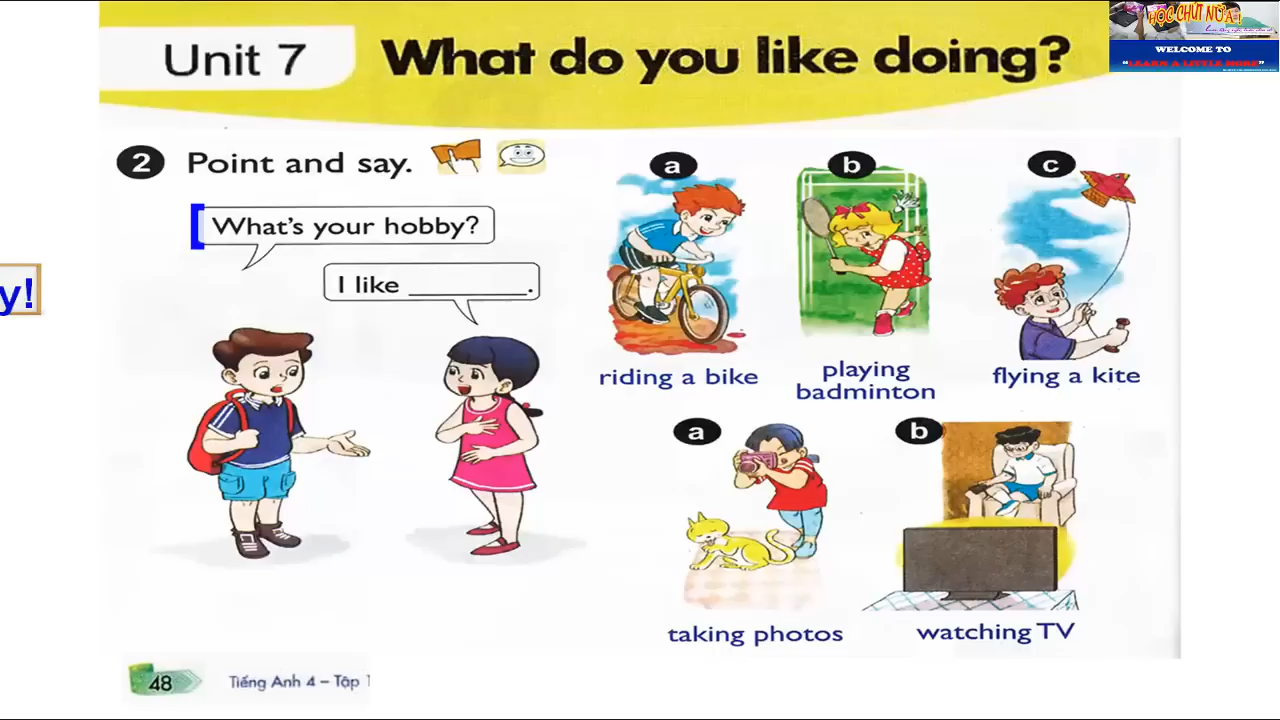 Unit 7
What do you like doing?
HỌC CHÚT NỮA!
WELCOME TO
"LEARN A LITTLE MORE"
2 Point and say.
What's your hobby?
I like ________.
y!
a
b
c
riding a bike
playing
badminton
flying a kite
a
b
taking photos
watching TV
48
Tiếng Anh 4 – Tập 1